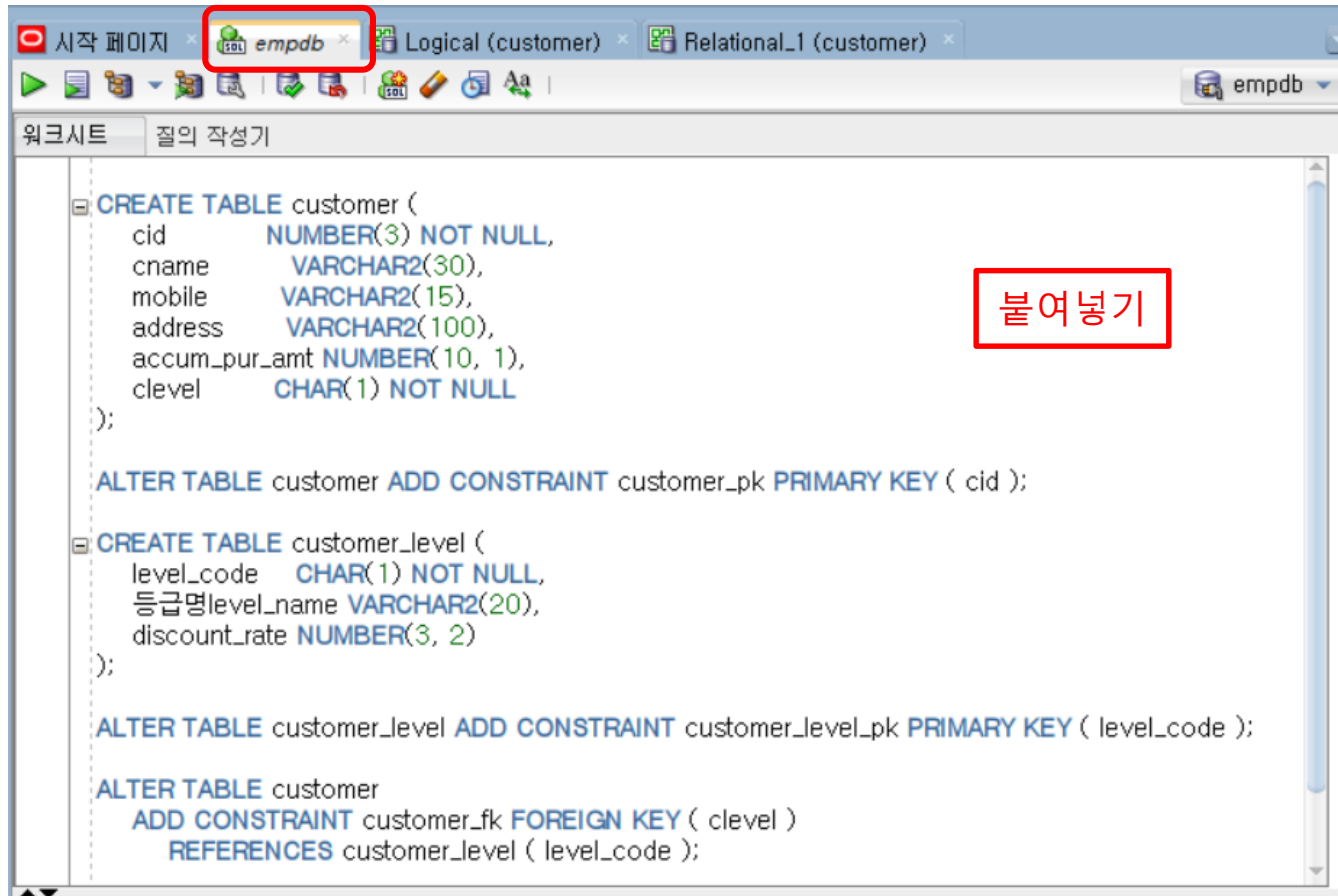 시작 페이지
empdb
Logical (customer)
Relational_1 (customer)
empdb
워크시트 질의 작성기
CREATE TABLE customer (
cid NUMBER(3) NOT NULL,
cname VARCHAR2(30),
mobile VARCHAR2(15),
address VARCHAR2(100),
accum_pur_amt NUMBER(10, 1),
clevel CHAR(1) NOT NULL
);
붙여넣기
ALTER TABLE customer ADD CONSTRAINT customer_pk PRIMARY KEY ( cid );
CREATE TABLE customer_level (
level_code CHAR(1) NOT NULL,
등급명level_name VARCHAR2(20),
discount_rate NUMBER(3, 2)
);
ALTER TABLE customer_level ADD CONSTRAINT customer_level_pk PRIMARY KEY ( level_code );
ALTER TABLE customer
ADD CONSTRAINT customer_fk FOREIGN KEY ( clevel )
REFERENCES customer_level ( level_code );